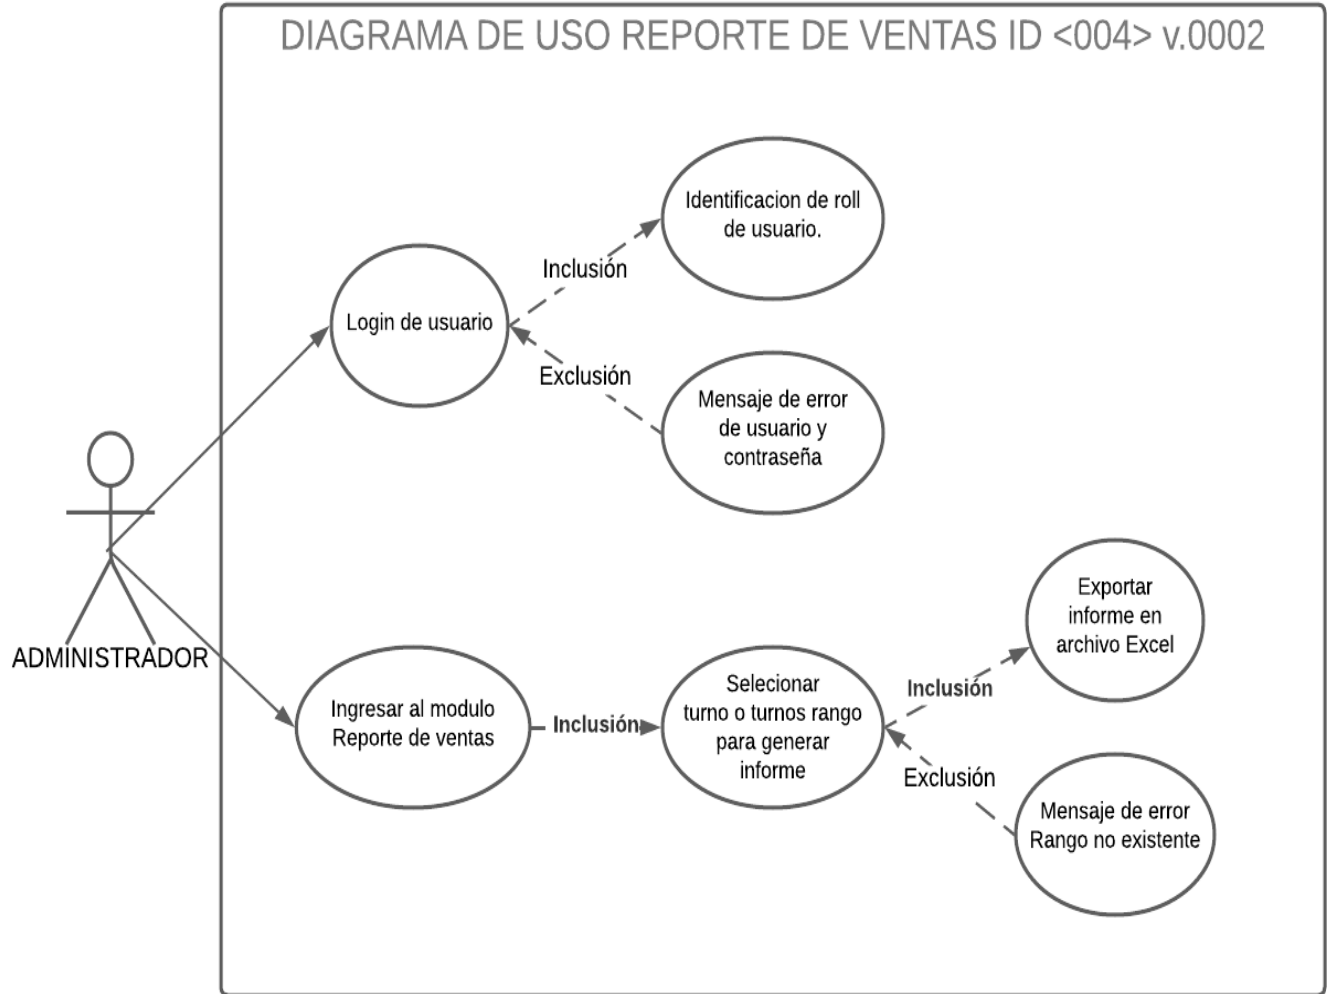 DIAGRAMA DE USO REPORTE DE VENTAS ID <004> v.0002
Identificacion de roll
de usuario.
Inclusión
Login de usuario
Exclusión
Mensaje de error
de usuario y
contraseña
ADMINISTRADOR
Ingresar al modulo
Reporte de ventas
Inclusión
Selecionar
turno o turnos rango
para generar
informe
Inclusión
Exportar
informe en
archivo Excel
Exclusión
Mensaje de error
Rango no existente